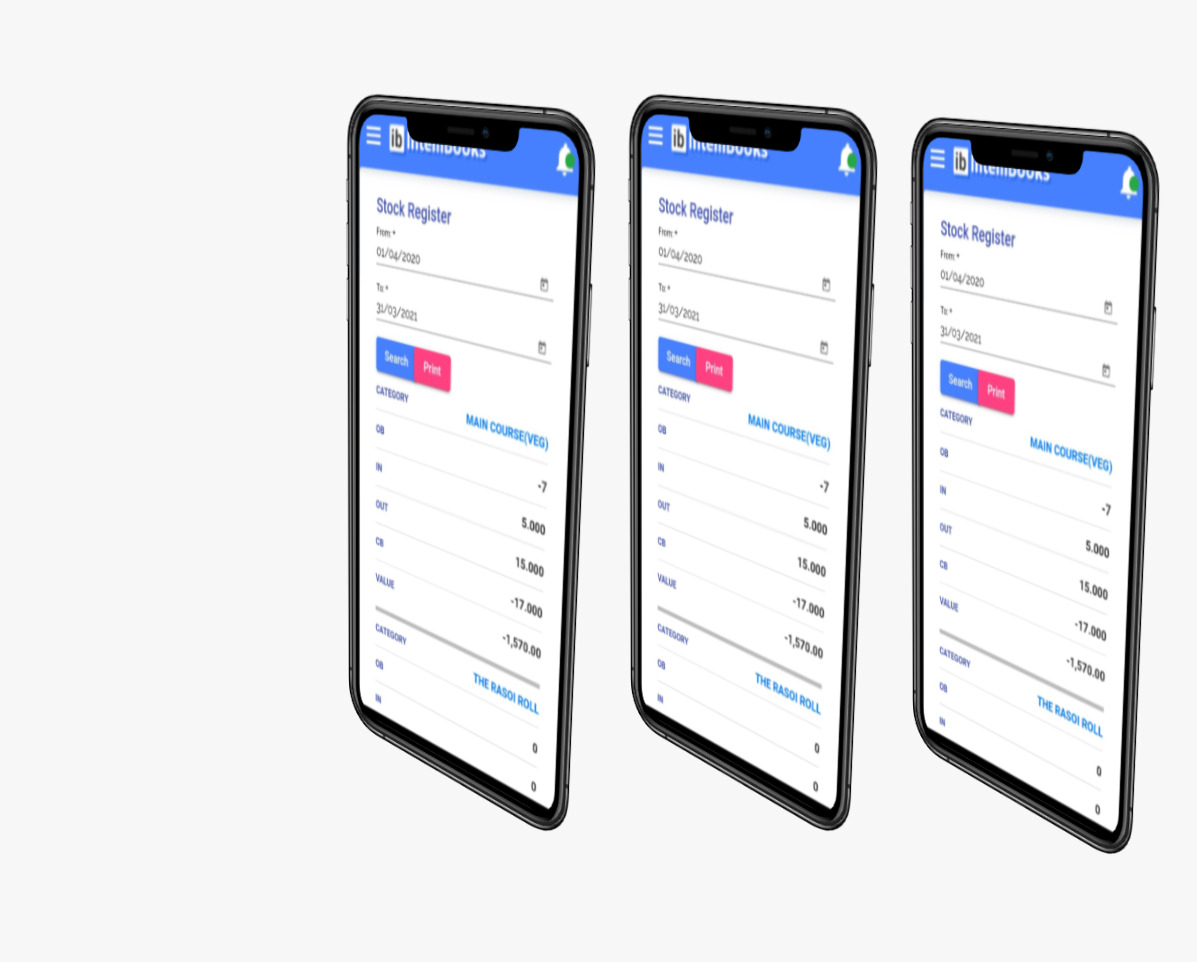 ib IntelliBooks
Stock Register
From: *
01/04/2020
To: *
31/03/2021
Search Print
CATEGORY
MAIN COURSE(VEG)
OB
-7
IN
5.000
OUT
15.000
CB
-17.000
VALUE
-1,570.00
CATEGORY
THE RASOI ROLL
OB
0
IN
0
ib IntelliBooks
Stock Register
From: *
01/04/2020
To: *
31/03/2021
Search Print
CATEGORY
MAIN COURSE(VEG)
OB
-7
IN
5.000
OUT
15.000
CB
-17.000
VALUE
-1,570.00
CATEGORY
THE RASOI ROLL
OB
0
IN
0
ib IntelliBooks
Stock Register
From: *
01/04/2020
To: *
31/03/2021
Search Print
CATEGORY
MAIN COURSE(VEG)
OB
-7
IN
5.000
OUT
15.000
CB
-17.000
VALUE
-1,570.00
CATEGORY
THE RASOI ROLL
OB
0
IN
0